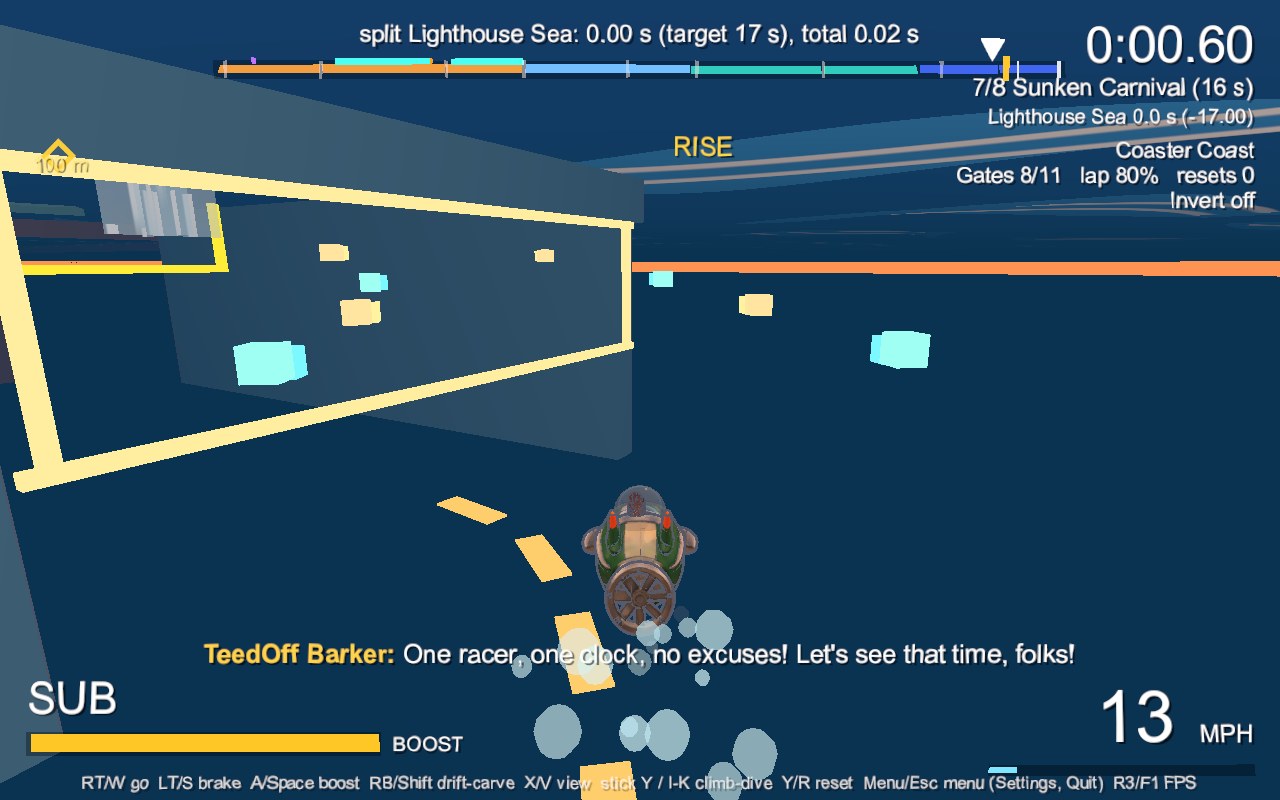 split Lighthouse Sea: 0.00 s (target 17 s), total 0.02 s
0:00.60
7/8 Sunken Carnival (16 s)
Lighthouse Sea 0.0 s (-17.00)
RISE
Coaster Coast
100 m
Gates 8/11 lap 80% resets 0
Invert off
TeedOff Barker: One racer, one clock, no excuses! Let's see that time, folks!
SUB
BOOST
13 MPH
RT/W go LT/S brake A/Space boost RB/Shift drift-carve X/V view stick Y / I-K climb-dive Y/R reset Menu/Esc menu (Settings, Quit) R3/F1 FPS